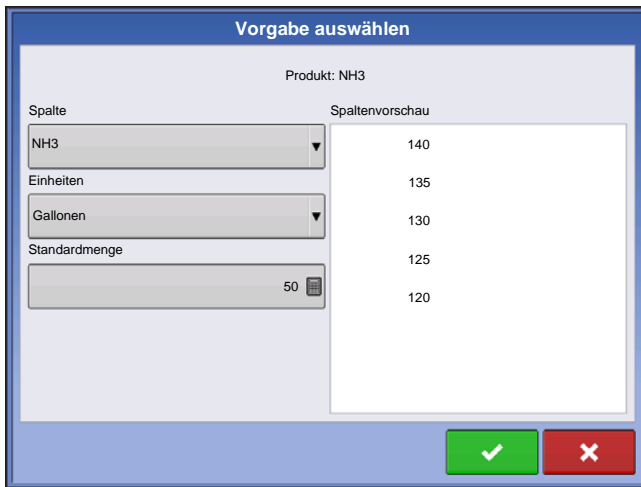 Vorgabe auswählen
Produkt: NH3
Spalte
NH3
Einheiten
Gallonen
Standardmenge
50
Spaltenvorschau
140
135
130
125
120